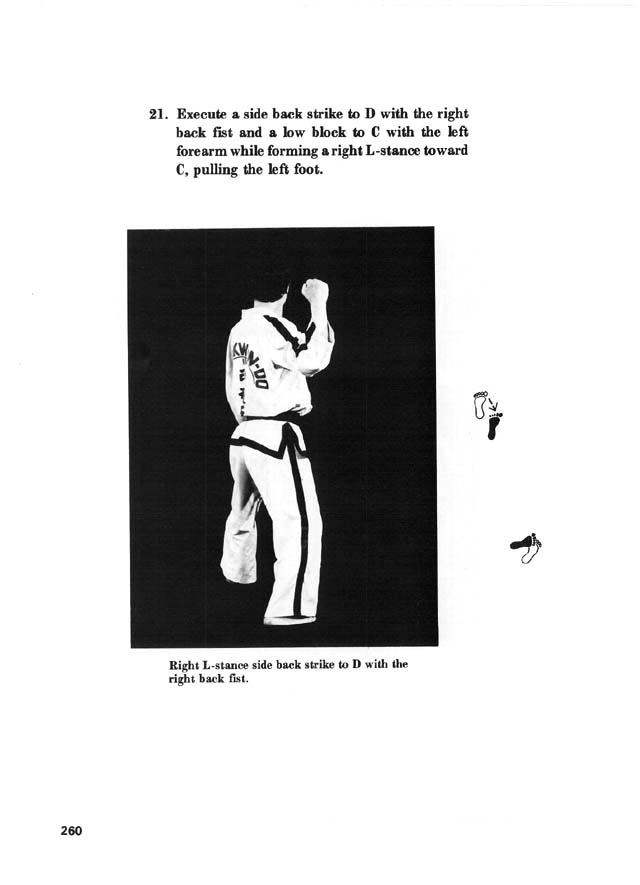 21. Execute a side back strike to D with the right
back fist and a low block to C with the left
forearm while forming a right L-stance toward
C, pulling the left foot.
KW
N-DO
Right L-stance side back strike to D with the
right back fist.
260